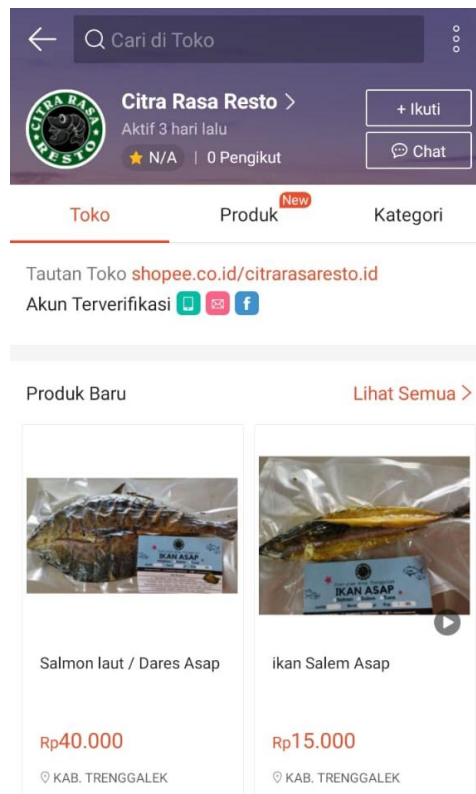 Cari di Toko
CITRA RASA
RESTO
Citra Rasa Resto >
Aktif 3 hari lalu
N/A | 0 Pengikut
+ Ikuti
Chat
Toko
Produk
New
Kategori
Tautan Toko shopee.co.id/citrarasaresto.id
Akun Terverifikasi
Produk Baru
Lihat Semua >
IKAN ASAP
IKAN ASAP
Salmon laut / Dares Asap
ikan Salem Asap
Rp40.000
Rp15.000
KAB. TRENGGALEK
KAB. TRENGGALEK